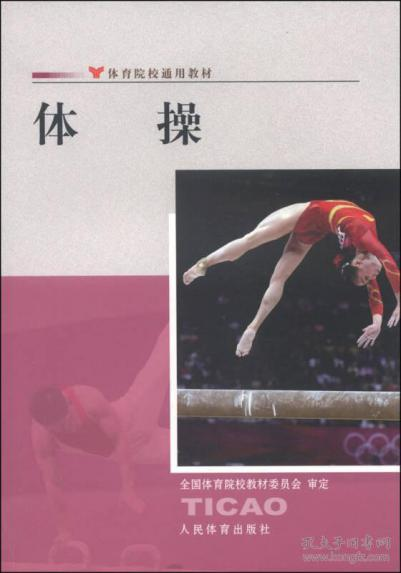 体育院校通用教材
体 操
全国体育院校教材委员会 审定
TICAO
人民体育出版社
孔夫子旧书网
www.kongfz.com